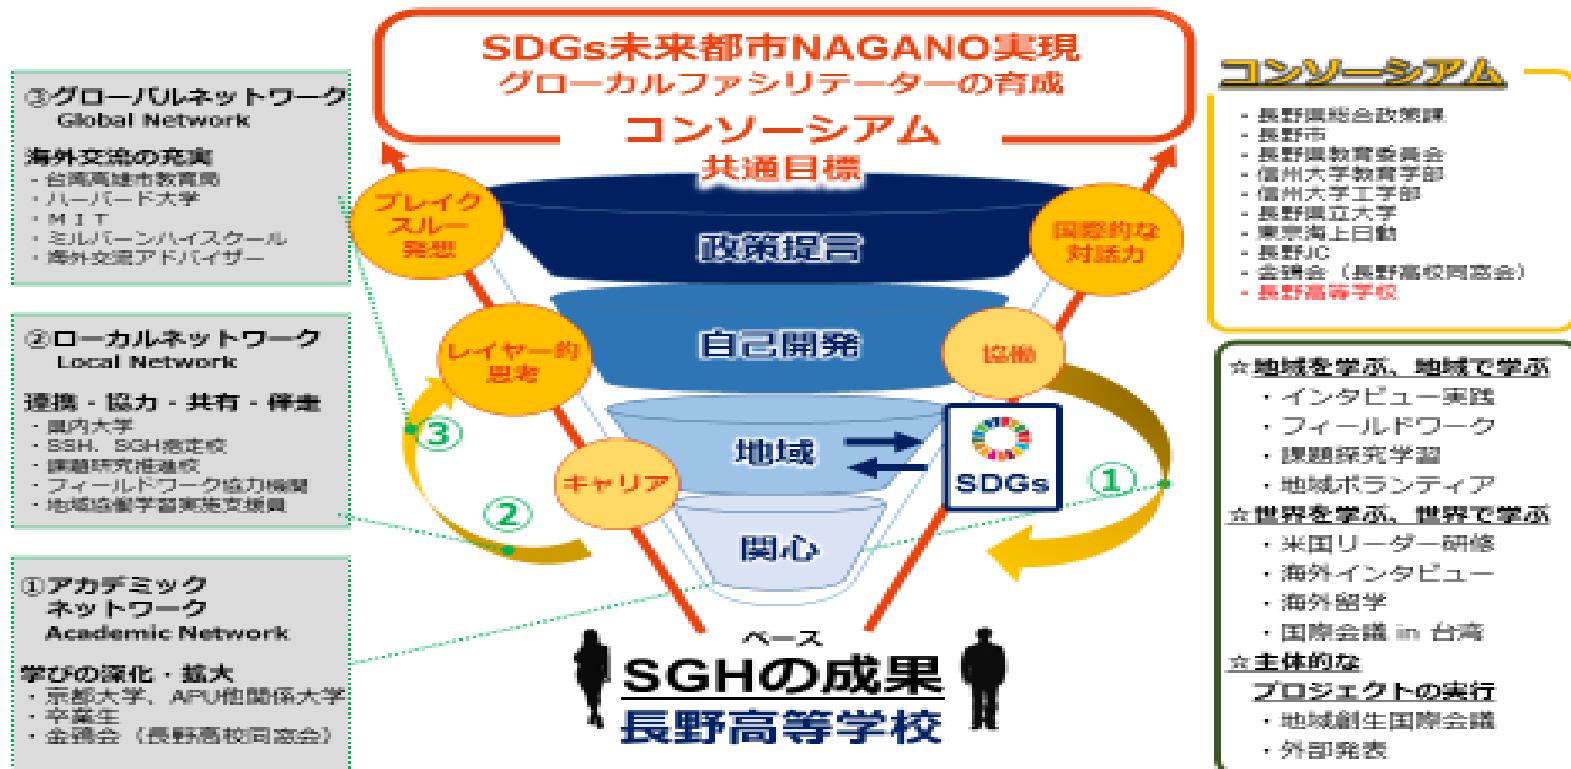 SDGs未来都市NAGANO実現
グローカルファシリテーターの育成
コンソーシアム
共通目標
③グローバルネットワーク
Global Network
海外交流の充実
・台湾高雄市教育局
・ハーバード大学
・ＭＩＴ
・ミルバーンハイスクール
・海外交流アドバイザー
②ローカルネットワーク
Local Network
連携・協力・共有・伴走
・県内大学
・SSH、SGH指定校
・課題研究推進校
・フィールドワーク協力機関
・地域協働学習実施支援員
①アカデミック
ネットワーク
Academic Network
学びの深化・拡大
・京都大学、APU他関係大学
・卒業生
・金鵄会（長野高校同窓会）
ブレイク
スルー
発想
レイヤー的
思考
キャリア
国際的な
対話力
協働
政策提言
自己開発
地域
関心
SDGs
①
②
③
ベース
SGHの成果
長野高等学校
コンソーシアム
・長野県総合政策課
・長野市
・長野県教育委員会
・信州大学教育学部
・信州大学工学部
・長野県立大学
・東京海上日動
・長野JC
・金鵄会（長野高校同窓会）
・長野高等学校
☆地域を学ぶ、地域で学ぶ
・インタビュー実践
・フィールドワーク
・課題探究学習
・地域ボランティア
☆世界を学ぶ、世界で学ぶ
・米国リーダー研修
・海外インタビュー
・海外留学
・国際会議 in 台湾
☆主体的な
プロジェクトの実行
・地域創生国際会議
・外部発表